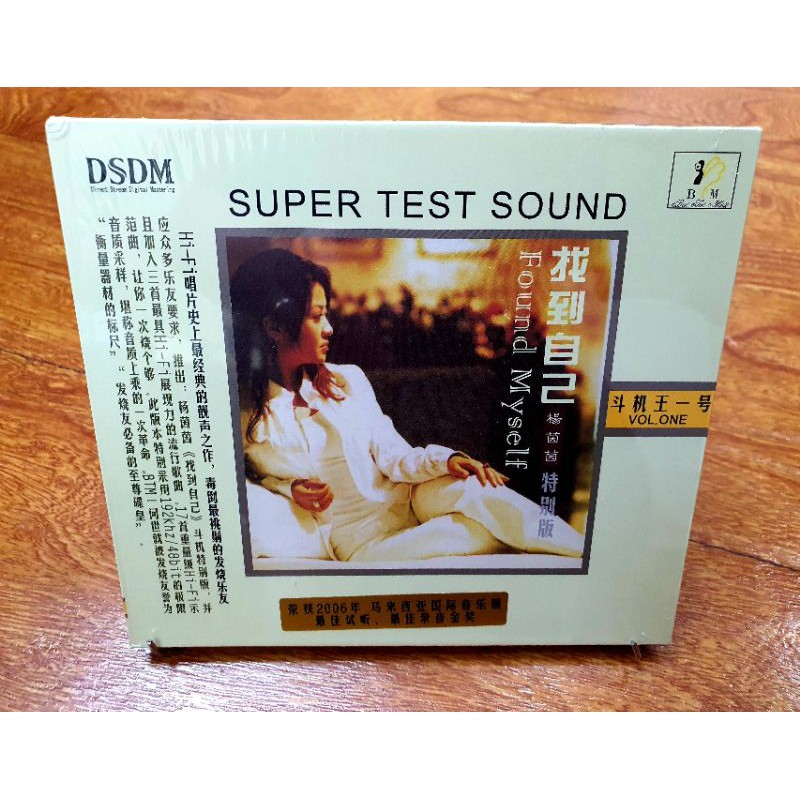 DSDM
Direct Stream Digital Mastering
SUPER TEST SOUND
B M
找到自己
Found Myself
杨茵茵
特别版
斗机王一号
VOL.ONE
Hi-Fi唱片史上最经典的靓声之作,毒倒最挑剔的发烧乐友
应众多乐友要求,推出:杨茵茵《找到自己》斗机特别版,并
且加入三首最具Hi-Fi展现力的流行歌曲.17首重量级Hi-Fi示
范曲,让你一次烧个够.此版本特别采用192khz/48bit的极限
音质采样,堪称音质上乘的一次革命.BTM一问世就被发烧友誉为
“衡量器材的标尺”“发烧友必备的至尊碟皇”.
荣获2006年 马来西亚国际音乐展
最佳试听、最佳录音金奖